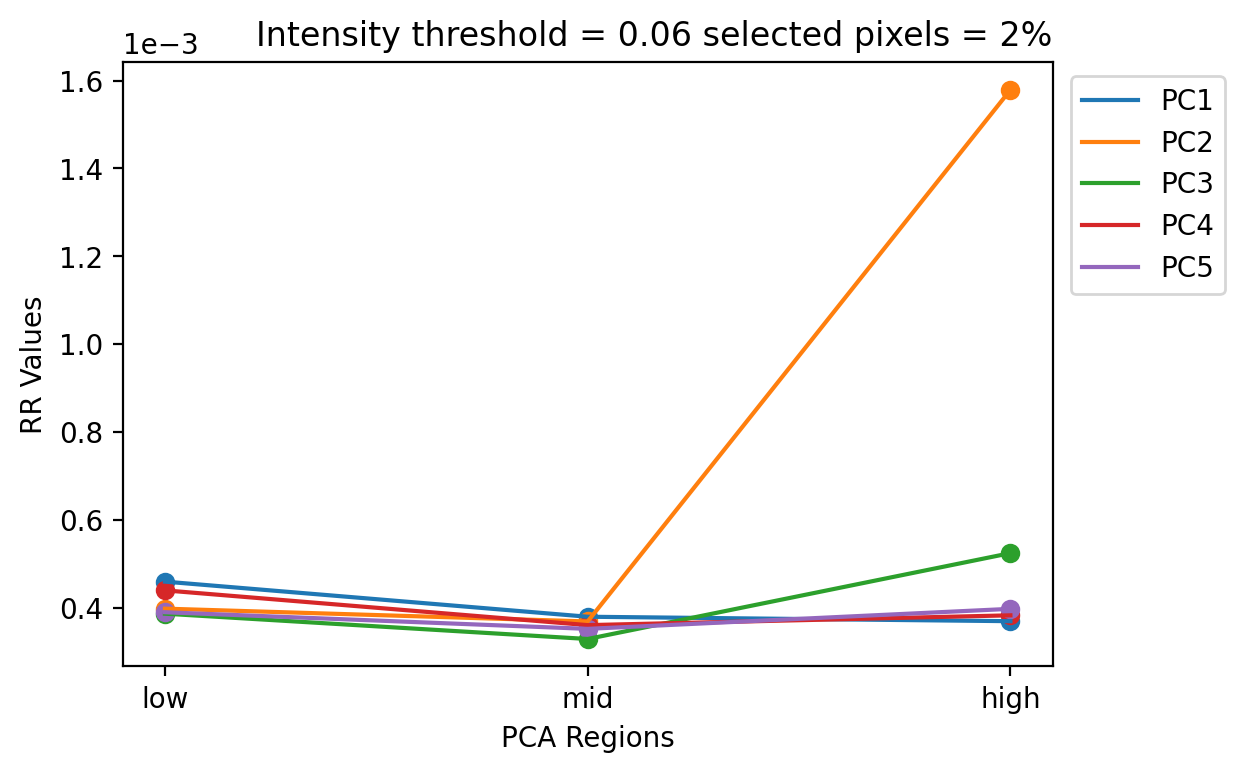 Intensity threshold = 0.06 selected pixels = 2%
1e−3
1.6
1.4
1.2
1.0
0.8
0.6
0.4
RR Values
low
mid
high
PCA Regions
PC1
PC2
PC3
PC4
PC5